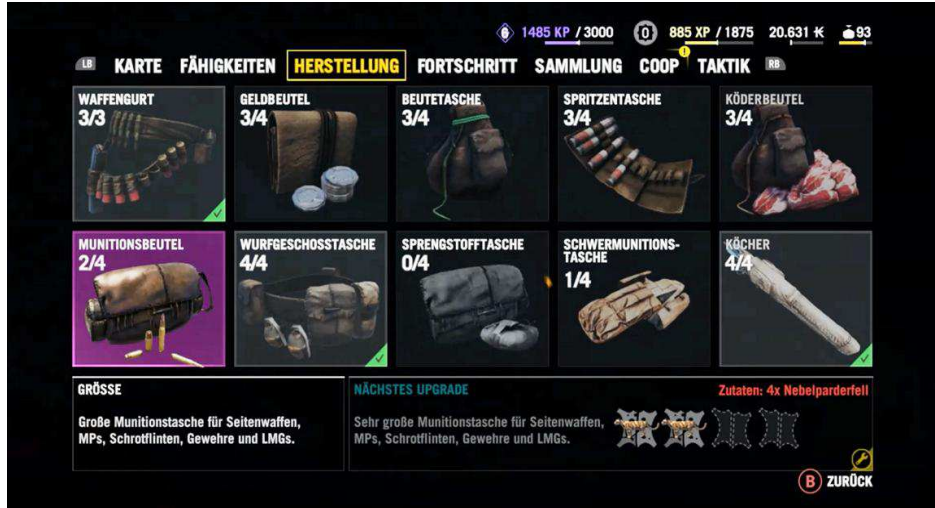 1485 KP / 3000 0 885 XP / 1875 20.631 93
LB KARTE FÄHIGKEITEN HERSTELLUNG FORTSCHRITT SAMMLUNG COOP ! TAKTIK RB
WAFFENGURT
3/3
GELDBEUTEL
3/4
BEUTETASCHE
3/4
SPRITZENTASCHE
3/4
KÖDERBEUTEL
3/4
MUNITIONSBEUTEL
2/4
WURFGESCHOSSTASCHE
4/4
SPRENGSTOFFTASCHE
0/4
SCHWERMUNITIONS-
TASCHE
1/4
KÖCHER
4/4
GRÖSSE
Große Munitionstasche für Seitenwaffen,
MPs, Schrotflinten, Gewehre und LMGs.
NÄCHSTES UPGRADE
Zutaten: 4x Nebelparderfell
Sehr große Munitionstasche für Seitenwaffen,
MPs, Schrotflinten, Gewehre und LMGs.
B ZURÜCK